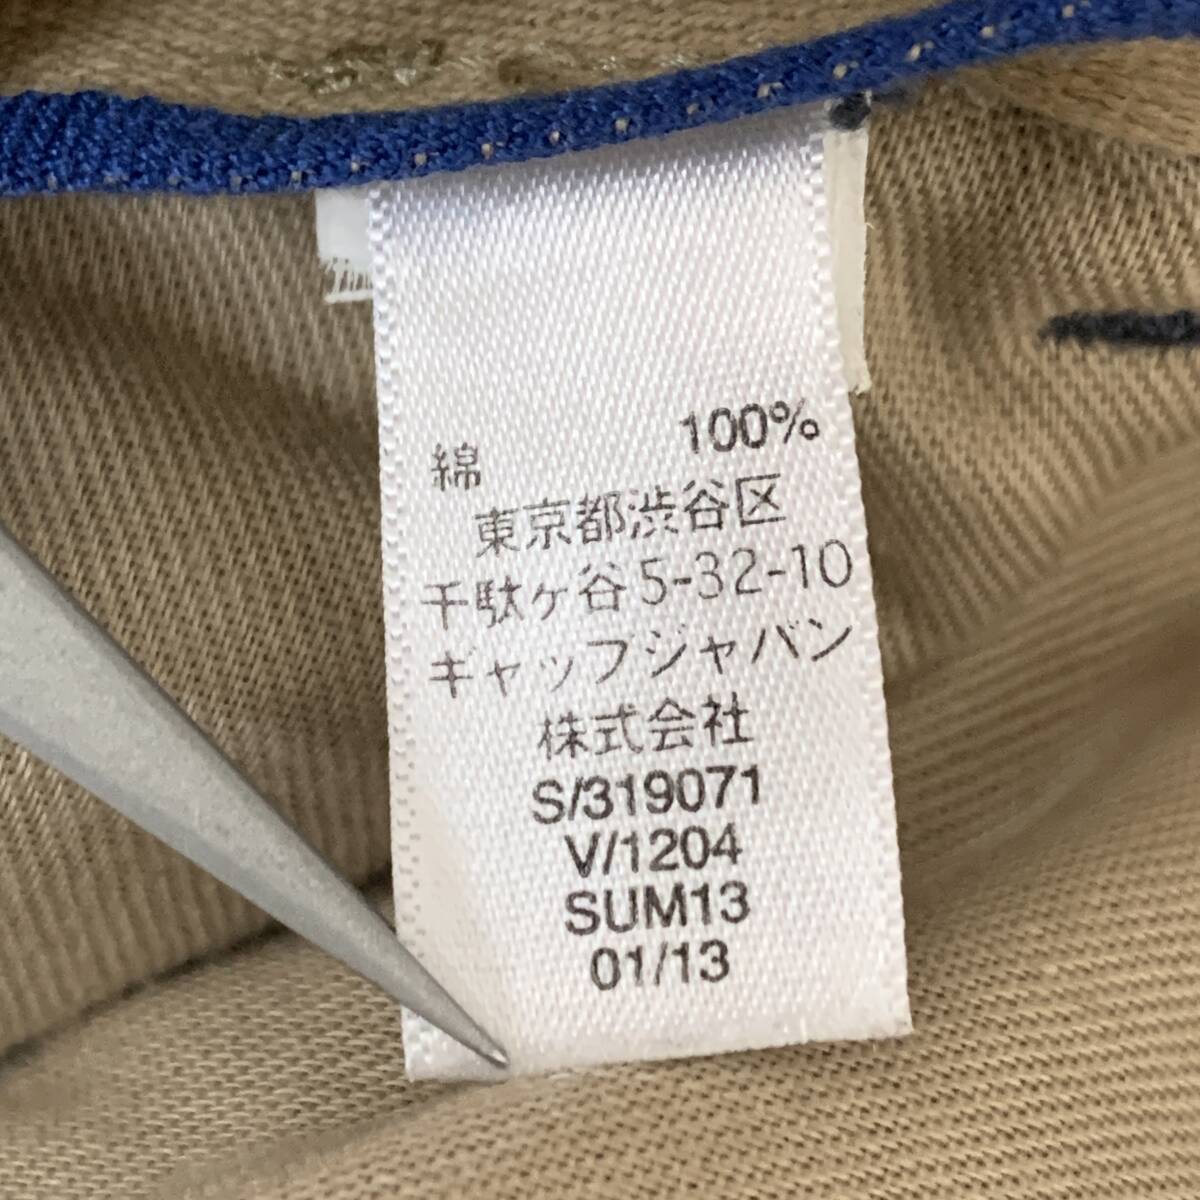 綿 100%
東京都渋谷区
千駄ヶ谷5-32-10
ギャップジャパン
株式会社
S/319071
V/1204
SUM13
01/13